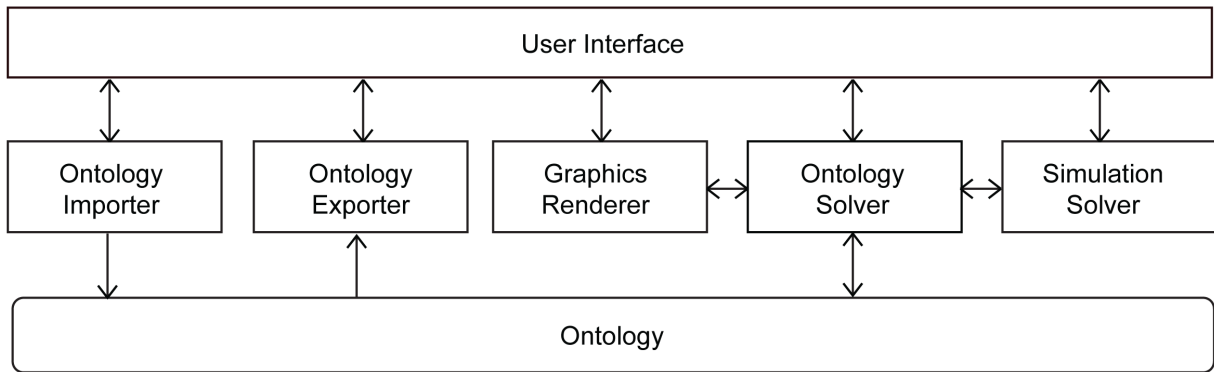 User Interface
Ontology
Importer
Ontology
Exporter
Graphics
Renderer
Ontology
Solver
Simulation
Solver
Ontology